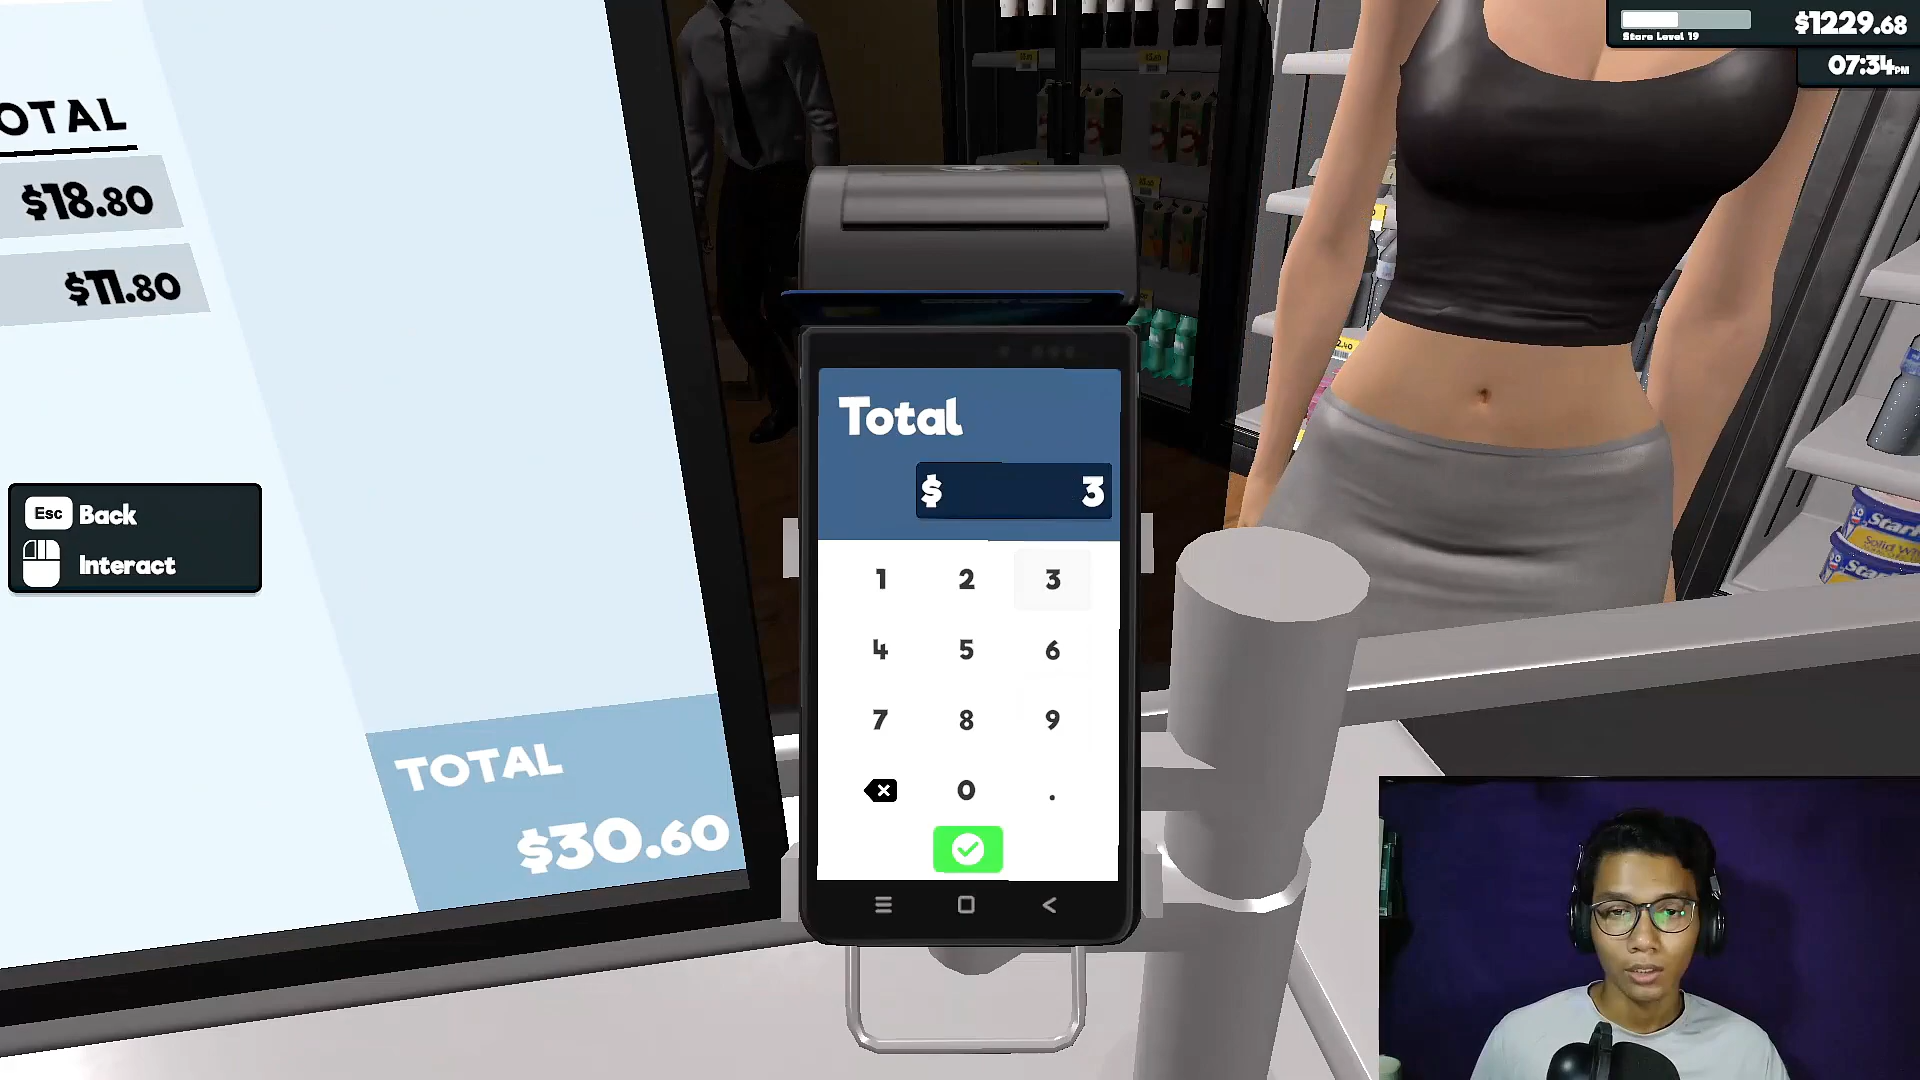 $1229.68
Store Level 19
07:34PM
OTAL
$18.80
$11.80
Esc Back
Interact
Total
$ 3
1 2 3
4 5 6
7 8 9
0 .
TOTAL
$30.60